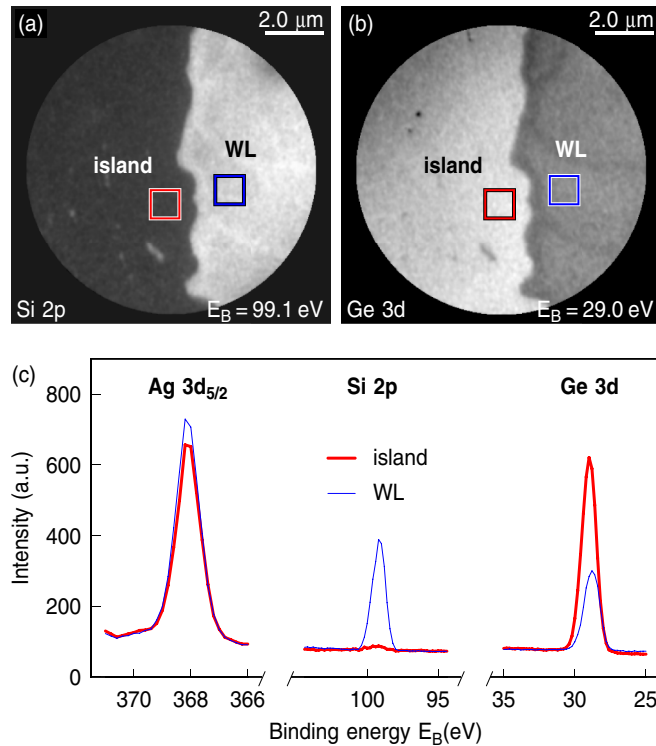 (a) 2.0 μm
island WL
Si 2p E_B = 99.1 eV
(b) 2.0 μm
island WL
Ge 3d E_B = 29.0 eV
(c) Ag 3d5/2 Si 2p Ge 3d
800
600
400
200
0
Intensity (a.u.)
island
WL
370 368 366 100 95 35 30 25
Binding energy E_B(eV)